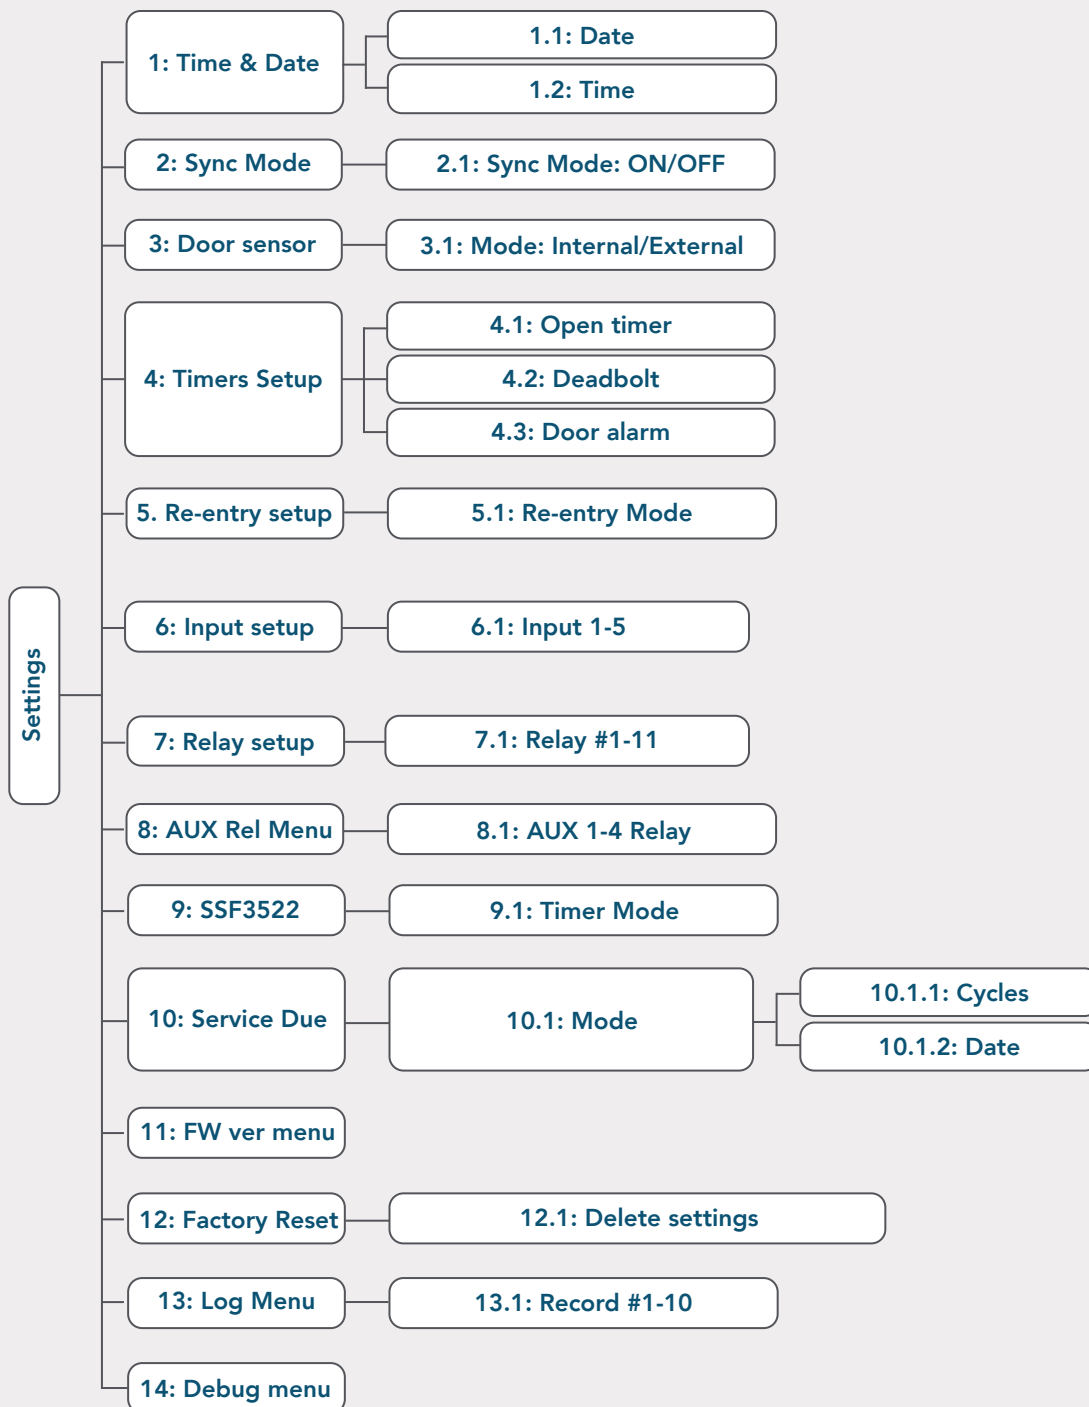 Settings
1: Time & Date
1.1: Date
1.2: Time
2: Sync Mode
2.1: Sync Mode: ON/OFF
3: Door sensor
3.1: Mode: Internal/External
4: Timers Setup
4.1: Open timer
4.2: Deadbolt
4.3: Door alarm
5. Re-entry setup
5.1: Re-entry Mode
6: Input setup
6.1: Input 1-5
7: Relay setup
7.1: Relay #1-11
8: AUX Rel Menu
8.1: AUX 1-4 Relay
9: SSF3522
9.1: Timer Mode
10: Service Due
10.1: Mode
10.1.1: Cycles
10.1.2: Date
11: FW ver menu
12: Factory Reset
12.1: Delete settings
13: Log Menu
13.1: Record #1-10
14: Debug menu